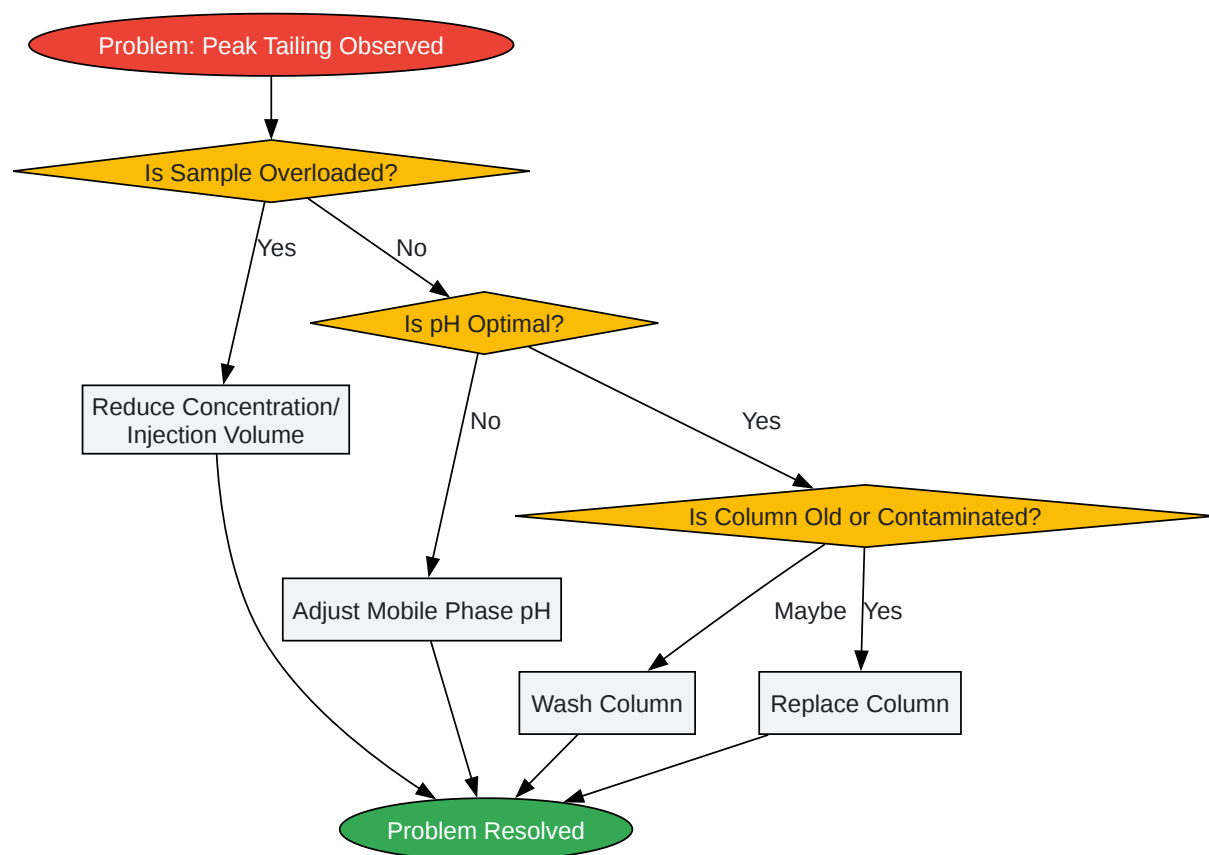 Problem: Peak Tailing Observed
Is Sample Overloaded?
Yes
No
Is pH Optimal?
Reduce Concentration/
Injection Volume
No
Yes
Is Column Old or Contaminated?
Adjust Mobile Phase pH
Maybe
Yes
Wash Column
Replace Column
Problem Resolved